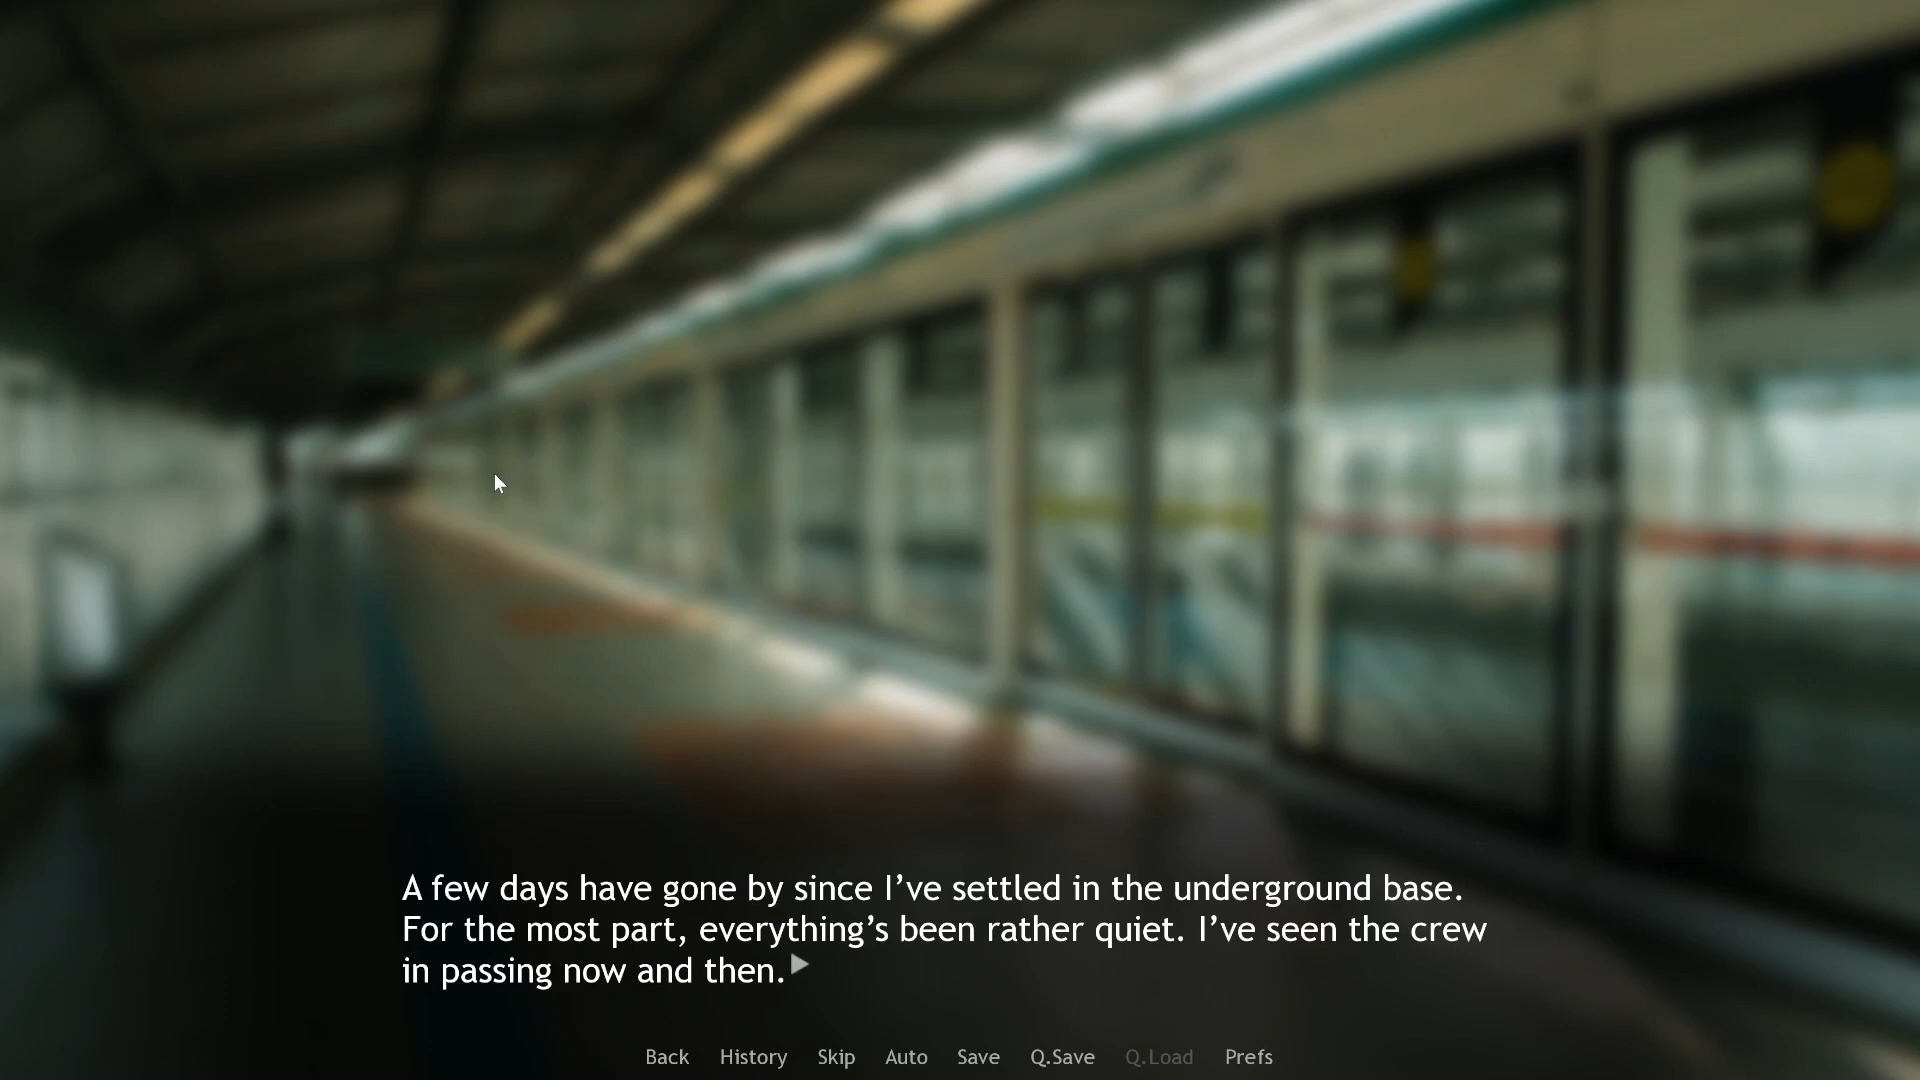 A few days have gone by since I’ve settled in the underground base.
For the most part, everything’s been rather quiet. I’ve seen the crew
in passing now and then.
Back History Skip Auto Save Q.Save Q.Load Prefs